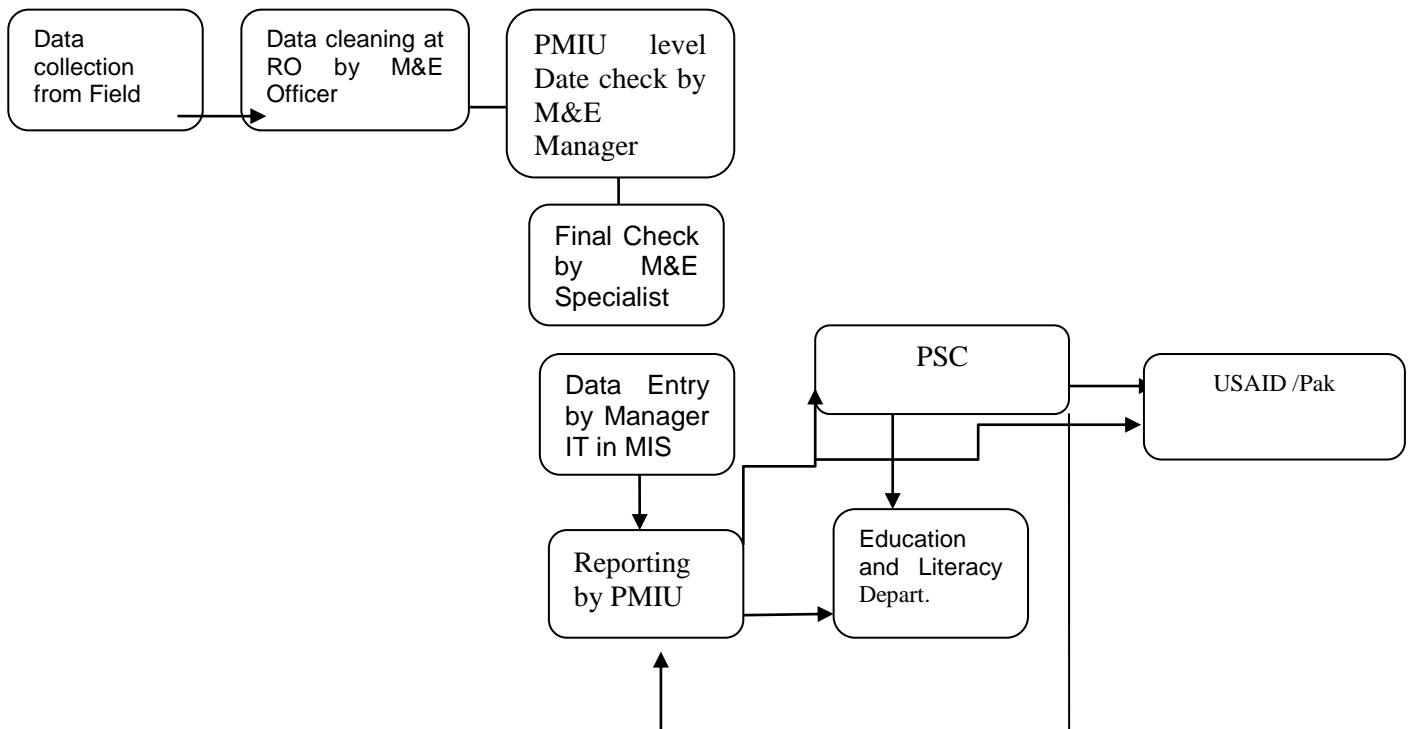 Data
collection
from Field
Data cleaning at
RO by M&E
Officer
PMIU level
Date check by
M&E
Manager
Final Check
by M&E
Specialist
Data Entry
by Manager
IT in MIS
PSC
USAID /Pak
Reporting
by PMIU
Education
and Literacy
Depart.